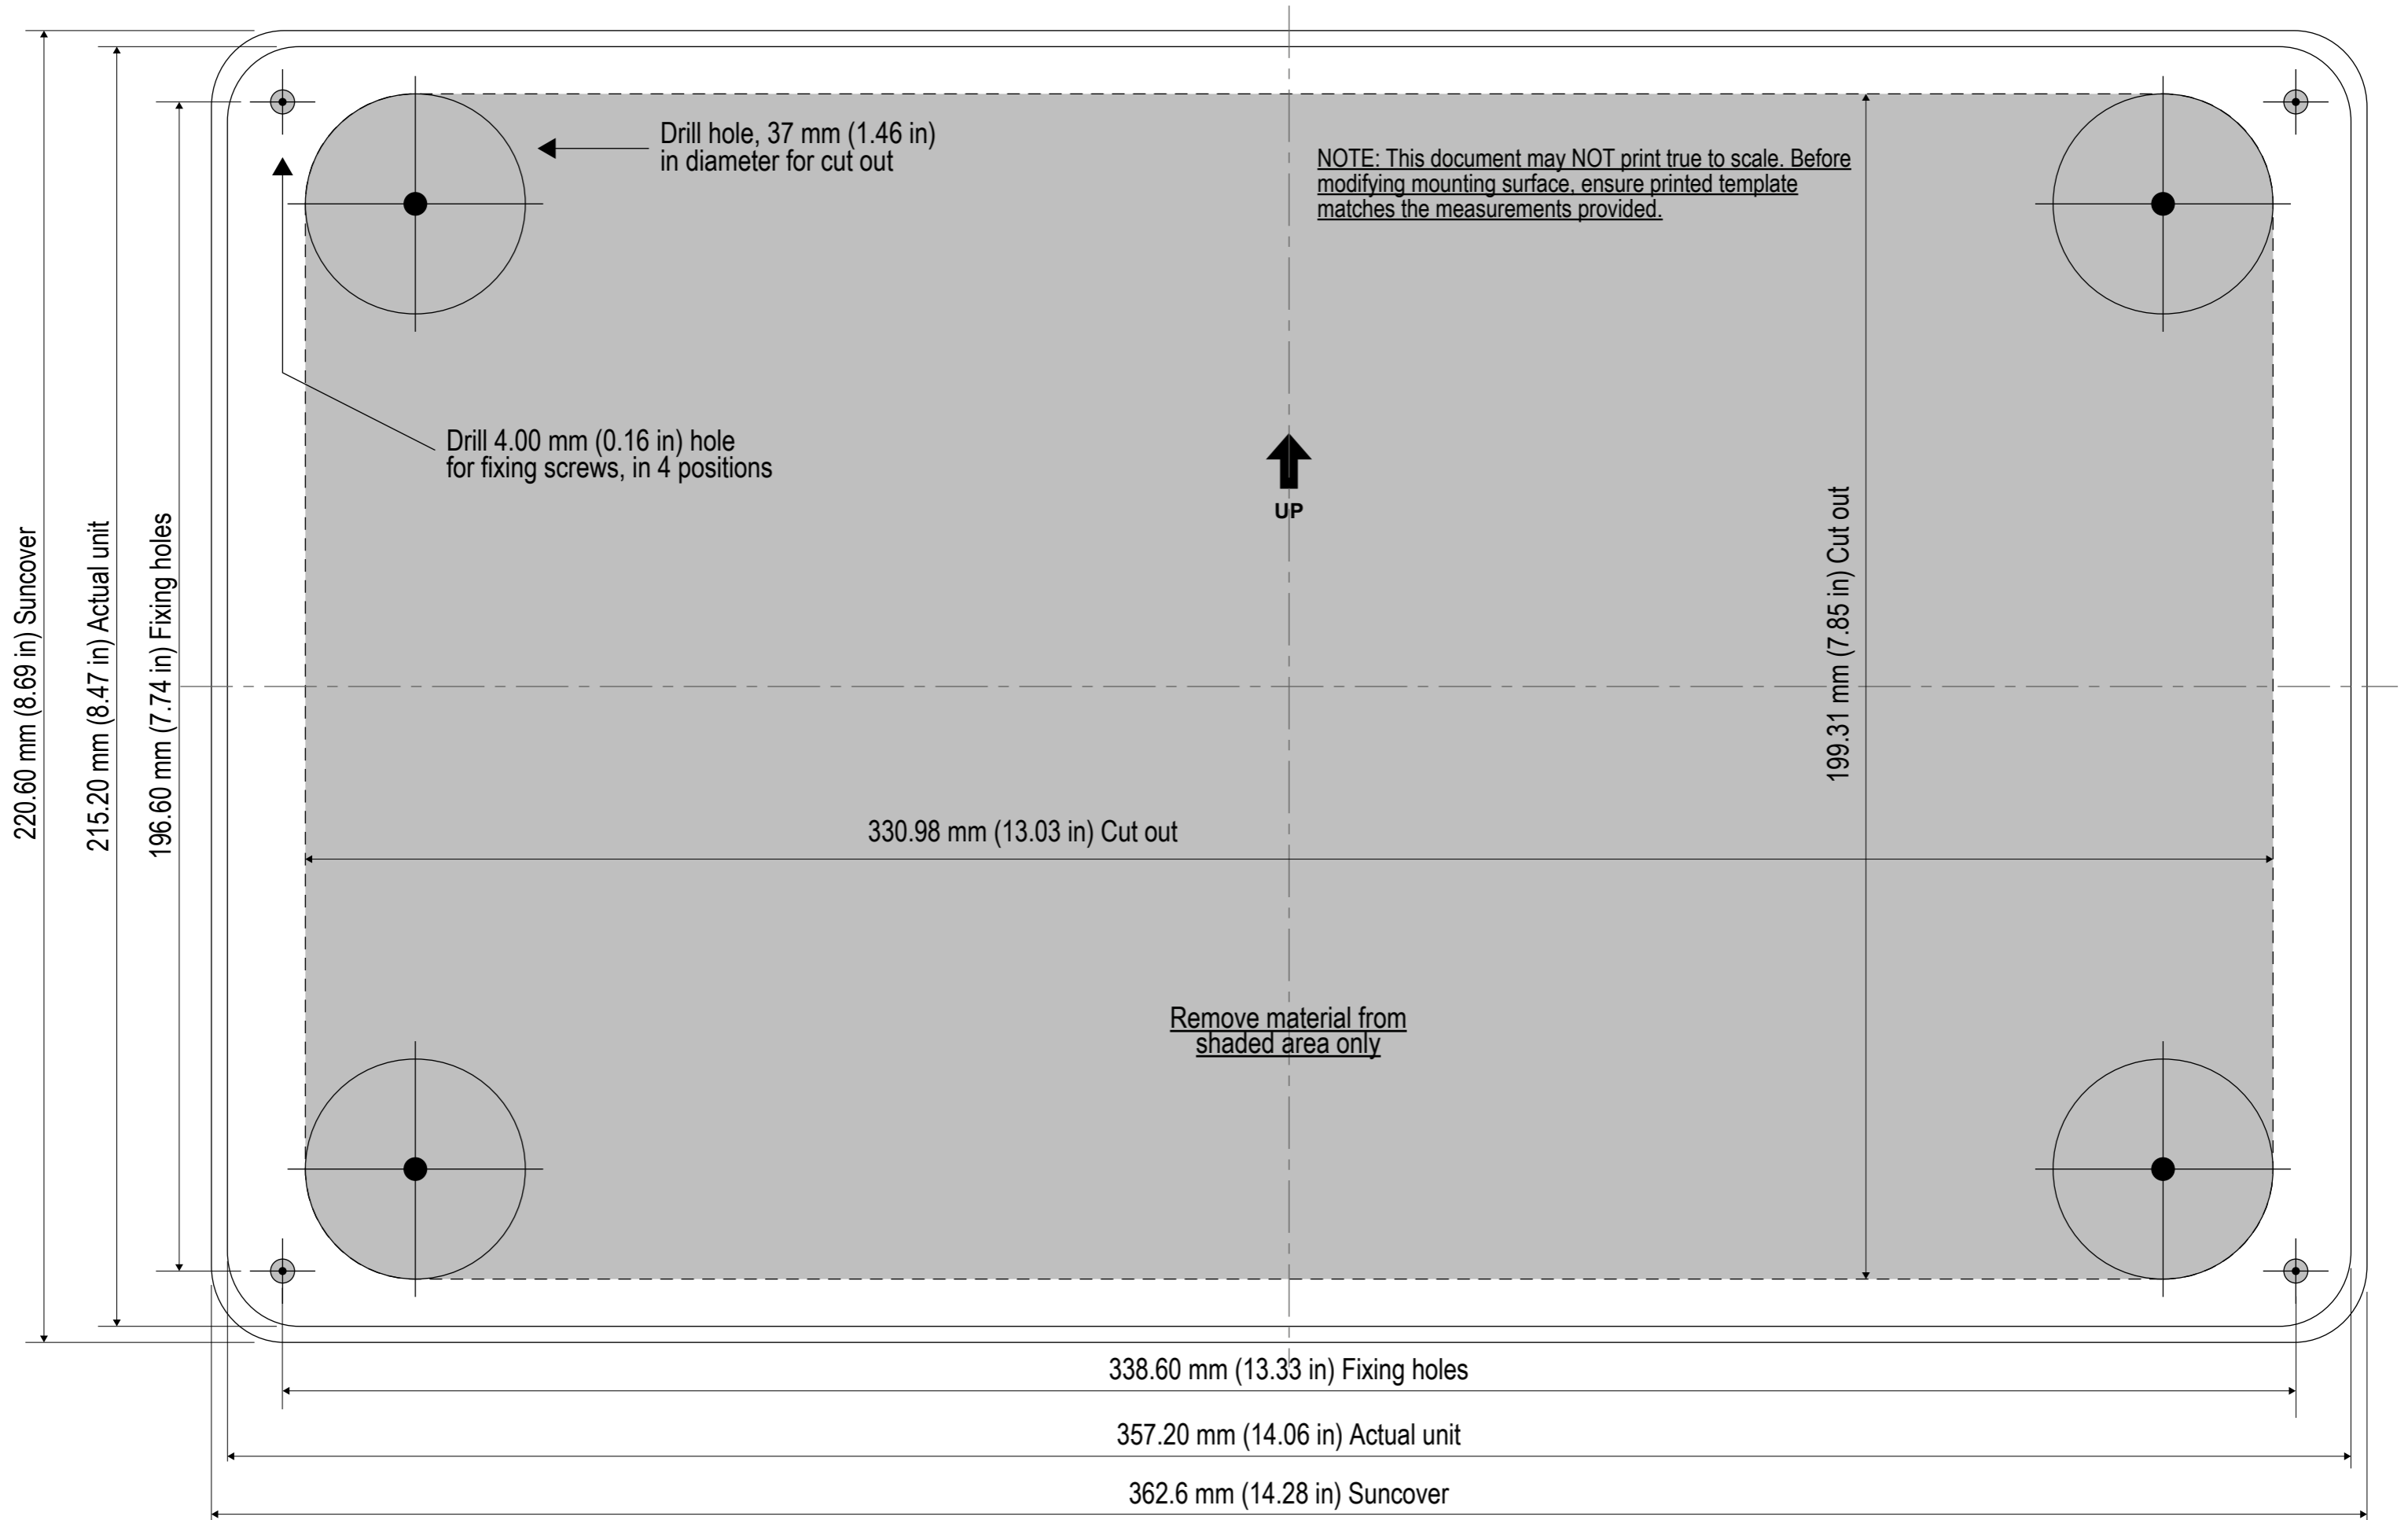 Drill hole, 37 mm (1.46 in)
in diameter for cut out
NOTE: This document may NOT print true to scale. Before
modifying mounting surface, ensure printed template
matches the measurements provided.
Drill 4.00 mm (0.16 in) hole
for fixing screws, in 4 positions
UP
220.60 mm (8.69 in) Suncover
215.20 mm (8.47 in) Actual unit
196.60 mm (7.74 in) Fixing holes
199.31 mm (7.85 in) Cut out
330.98 mm (13.03 in) Cut out
Remove material from
shaded area only
338.60 mm (13.33 in) Fixing holes
357.20 mm (14.06 in) Actual unit
362.6 mm (14.28 in) Suncover